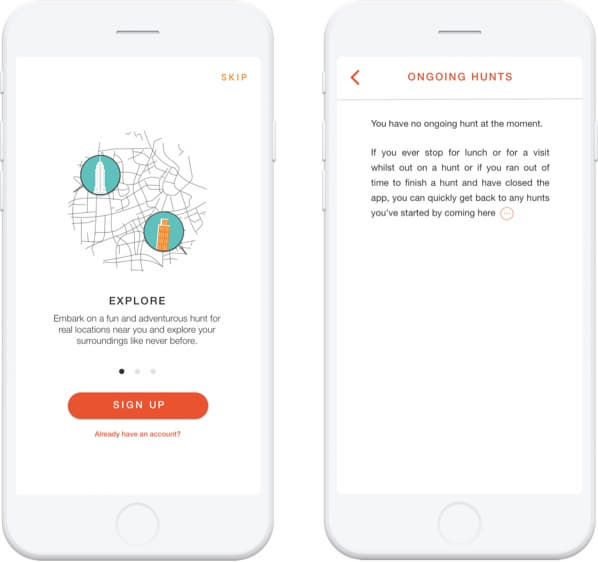 SKIP
EXPLORE
Embark on a fun and adventurous hunt for
real locations near you and explore your
surroundings like never before.
SIGN UP
Already have an account?
ONGOING HUNTS
You have no ongoing hunt at the moment.
If you ever stop for lunch or for a visit
whilst out on a hunt or if you ran out of
time to finish a hunt and have closed the
app, you can quickly get back to any hunts
you've started by coming here